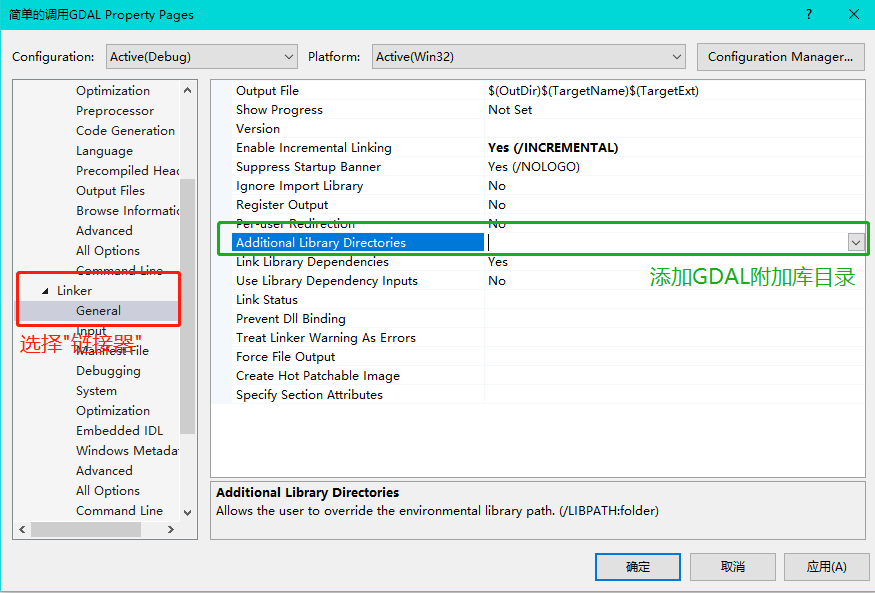 简单的调用GDAL Property Pages
Configuration: Active(Debug) Platform: Active(Win32) Configuration Manager...
Optimization
Preprocessor
Code Generation
Language
Precompiled Head
Output Files
Browse Informatic
Advanced
All Options
Command Line
Linker
General
Input
选择"链接器"
Manifest File
Debugging
System
Optimization
Embedded IDL
Windows Metadat
Advanced
All Options
Command Line
Output File $(OutDir)$(TargetName)$(TargetExt)
Show Progress Not Set
Version
Enable Incremental Linking Yes (/INCREMENTAL)
Suppress Startup Banner Yes (/NOLOGO)
Ignore Import Library No
Register Output No
Per-user Redirection No
Additional Library Directories
Link Library Dependencies Yes
Use Library Dependency Inputs No
添加GDAL附加库目录
Link Status
Prevent Dll Binding
Treat Linker Warning As Errors
Force File Output
Create Hot Patchable Image
Specify Section Attributes
Additional Library Directories
Allows the user to override the environmental library path. (/LIBPATH:folder)
确定 取消 应用(A)